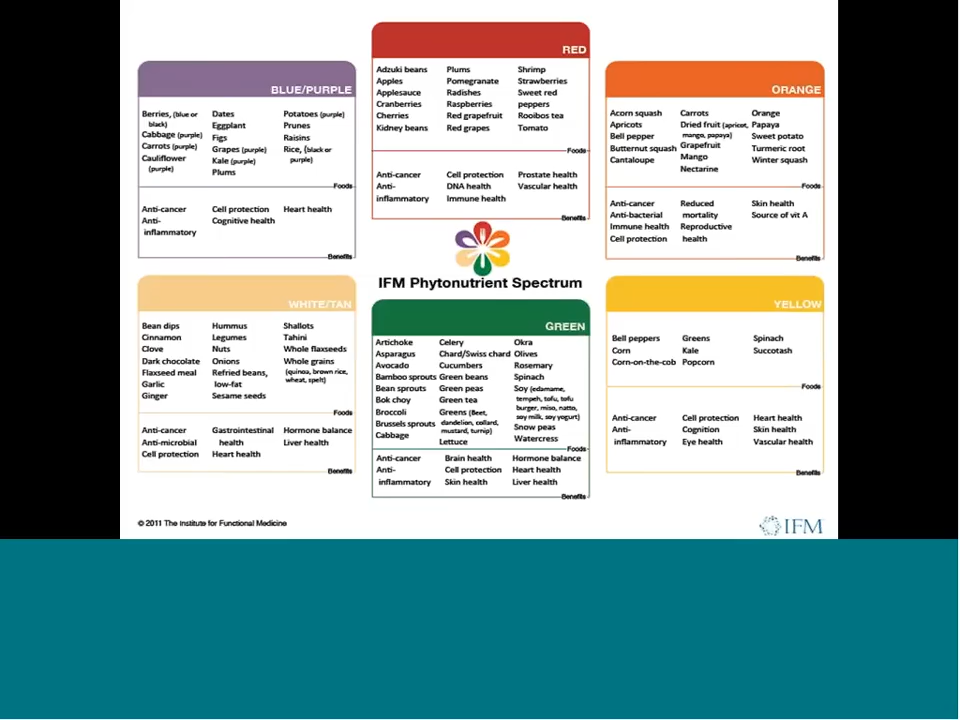 RED
Adzuki beans Plums Shrimp
Apples Pomegranate Strawberries
Applesauce Radishes Sweet red
Cranberries Raspberries peppers
Cherries Red grapefruit Rooibos tea
Kidney beans Red grapes Tomato
Foods
Anti-cancer Cell protection Prostate health
Anti- DNA health Vascular health
inflammatory Immune health
Benefits
BLUE/PURPLE
Berries, (blue or Dates Potatoes (purple)
black) Eggplant Prunes
Cabbage (purple) Figs Raisins
Carrots (purple) Grapes (purple) Rice, (black or
Cauliflower Kale (purple) purple)
(purple) Plums
Foods
Anti-cancer Cell protection Heart health
Anti- Cognitive health
inflammatory
Benefits
ORANGE
Acorn squash Carrots Orange
Apricots Dried fruit (apricot, Papaya
Bell pepper mango, papaya) Sweet potato
Butternut squash Grapefruit Turmeric root
Cantaloupe Mango Winter squash
Nectarine
Foods
Anti-cancer Reduced Skin health
Anti-bacterial mortality Source of vit A
Immune health Reproductive
Cell protection health
Benefits
IFM Phytonutrient Spectrum
WHITE/TAN
Bean dips Hummus Shallots
Cinnamon Legumes Tahini
Clove Nuts Whole flaxseeds
Dark chocolate Onions Whole grains
Flaxseed meal Refried beans, (quinoa, brown rice,
Garlic low-fat wheat, spelt)
Ginger Sesame seeds
Foods
Anti-cancer Gastrointestinal Hormone balance
Anti-microbial health Liver health
Cell protection Heart health
Benefits
GREEN
Artichoke Celery Okra
Asparagus Chard/Swiss chard Olives
Avocado Cucumbers Rosemary
Bamboo sprouts Green beans Spinach
Bean sprouts Green peas Soy (edamame,
Bok choy Green tea tempeh, tofu, tofu
Broccoli Greens (Beet, burger, miso, natto,
Brussels sprouts dandelion, collard, soy milk, soy yogurt)
Cabbage mustard, turnip) Snow peas
Lettuce Watercress
Foods
Anti-cancer Brain health Hormone balance
Anti- Cell protection Heart health
inflammatory Skin health Liver health
Benefits
YELLOW
Bell peppers Greens Spinach
Corn Kale Succotash
Corn-on-the-cob Popcorn
Foods
Anti-cancer Cell protection Heart health
Anti- Cognition Skin health
inflammatory Eye health Vascular health
Benefits
© 2011 The Institute for Functional Medicine
IFM